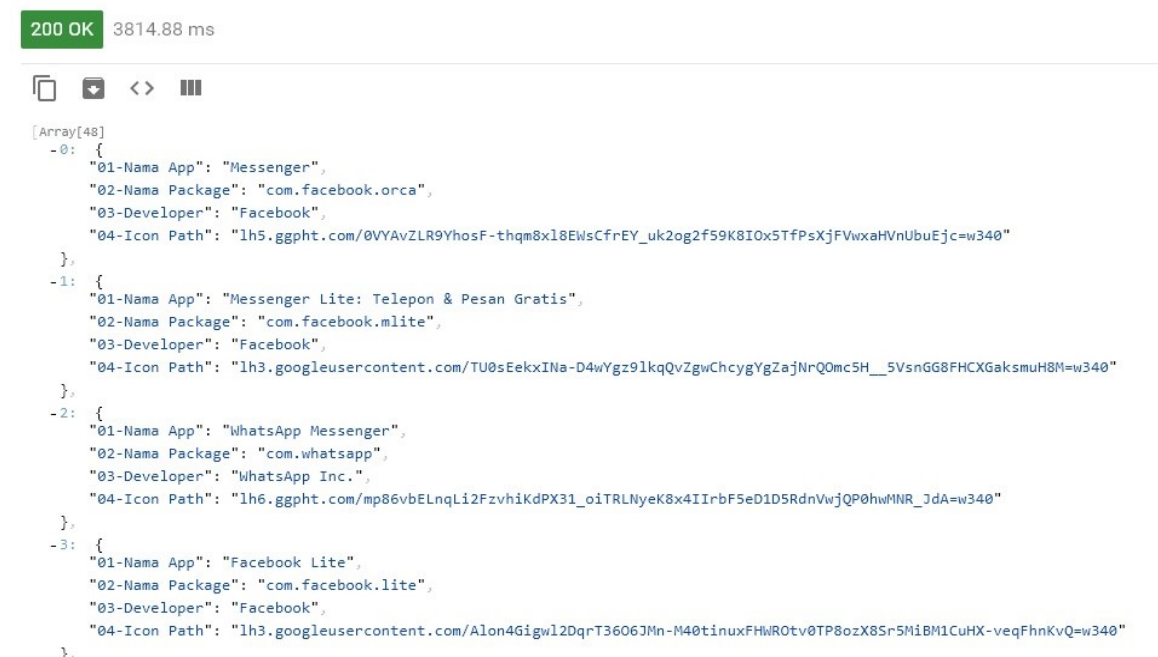 200 OK 3814.88 ms
[Array[48]
-0: {
"01-Nama App": "Messenger",
"02-Nama Package": "com.facebook.orca",
"03-Developer": "Facebook",
"04-Icon Path": "lh5.ggpht.com/0VYAvZLR9YhosF-thqm8xl8EWsCfrEY_uk2og2f59K8IOx5TfPsXjFVwxaHVnUbuEjc=w340"
},
-1: {
"01-Nama App": "Messenger Lite: Telepon & Pesan Gratis",
"02-Nama Package": "com.facebook.mlite",
"03-Developer": "Facebook",
"04-Icon Path": "lh3.googleusercontent.com/TU0sEekxINa-D4wYgz9lkqQvZgwChcygYgZajNrQOmc5H__5VsnGG8FHCXGaksmuH8M=w340"
},
-2: {
"01-Nama App": "WhatsApp Messenger",
"02-Nama Package": "com.whatsapp",
"03-Developer": "WhatsApp Inc.",
"04-Icon Path": "lh6.ggpht.com/mp86vbELnqLi2FzvhiKdPX31_oiTRLNyeK8x4IIrbF5eD1D5RdnVwjQP0hwMNR_JdA=w340"
},
-3: {
"01-Nama App": "Facebook Lite",
"02-Nama Package": "com.facebook.lite",
"03-Developer": "Facebook",
"04-Icon Path": "lh3.googleusercontent.com/Alon4Gigwl2DqrT36O6JMn-M40tinuxFHWROtv0TP8ozX8Sr5MiBM1CuHX-veqFhnKvQ=w340"
},